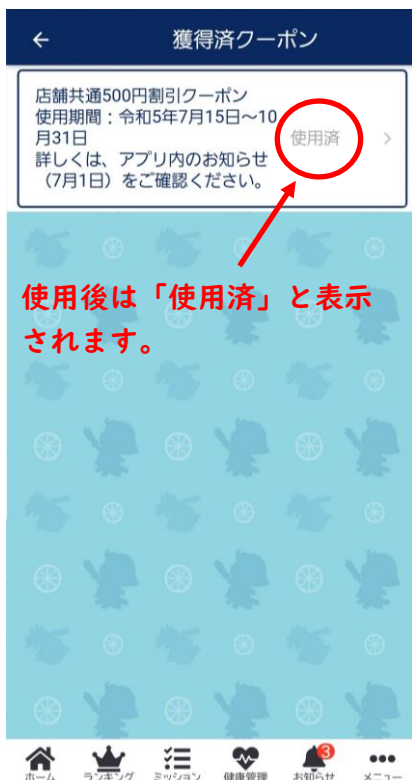 獲得済クーポン
店舗共通500円割引クーポン
使用期間：令和5年7月15日～10
月31日
詳しくは、アプリ内のお知らせ
（7月1日）をご確認ください。
使用済
使用後は「使用済」と表示
されます。
3
ホーム ランキング ミッション 健康管理 お知らせ メニュー